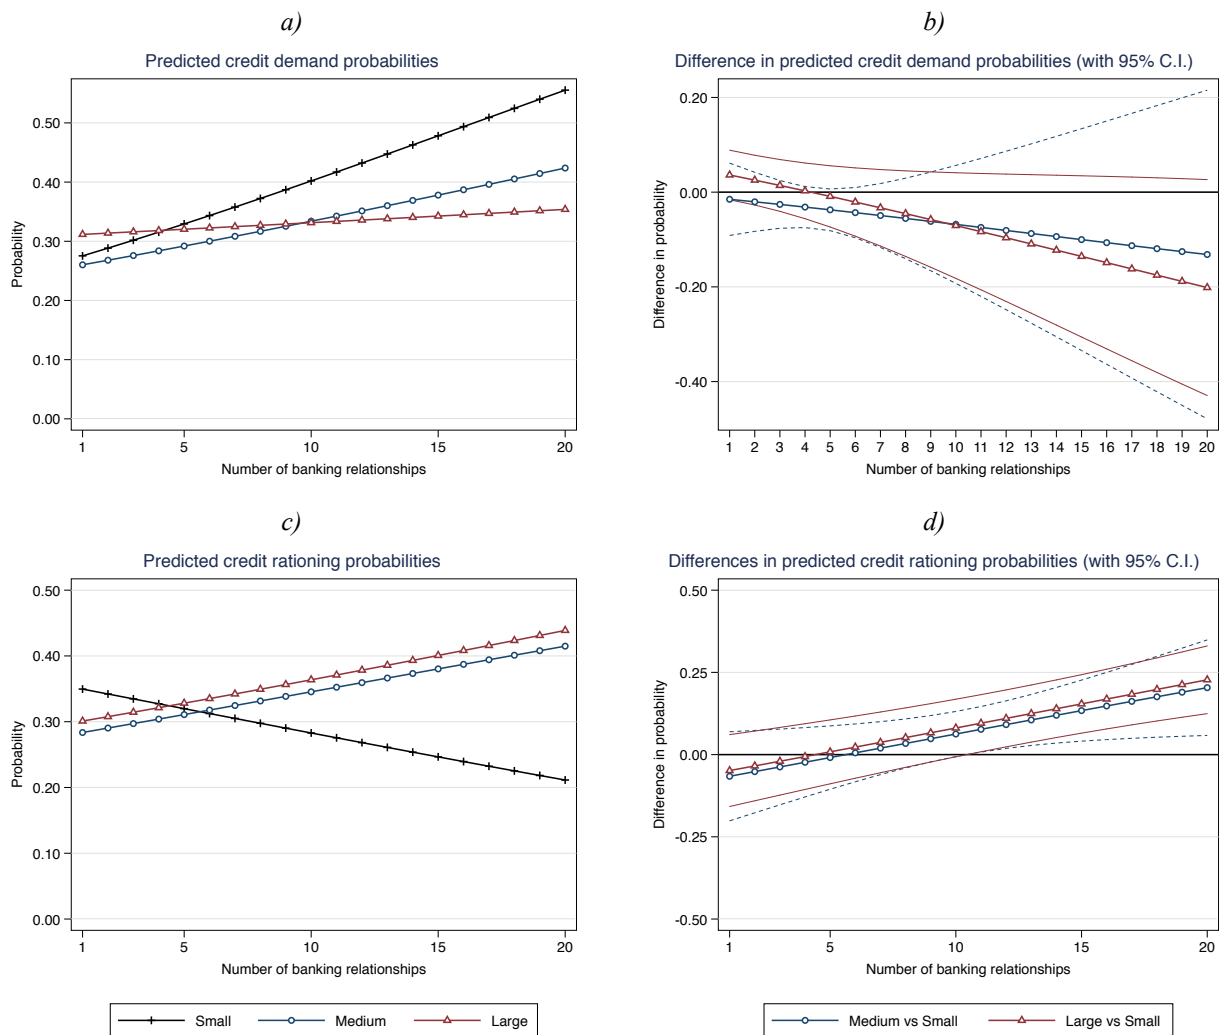 a)
Predicted credit demand probabilities
0.50
0.40
0.30
0.20
0.10
0.00
Probability
1 5 10 15 20
Number of banking relationships
b)
Difference in predicted credit demand probabilities (with 95% C.I.)
0.20
0.00
-0.20
-0.40
Difference in probability
1 2 3 4 5 6 7 8 9 10 11 12 13 14 15 16 17 18 19 20
Number of banking relationships
c)
Predicted credit rationing probabilities
0.50
0.40
0.30
0.20
0.10
0.00
Probability
1 5 10 15 20
Number of banking relationships
Small Medium Large
d)
Differences in predicted credit rationing probabilities (with 95% C.I.)
0.50
0.25
0.00
-0.25
-0.50
Difference in probability
1 5 10 15 20
Number of banking relationships
Medium vs Small Large vs Small